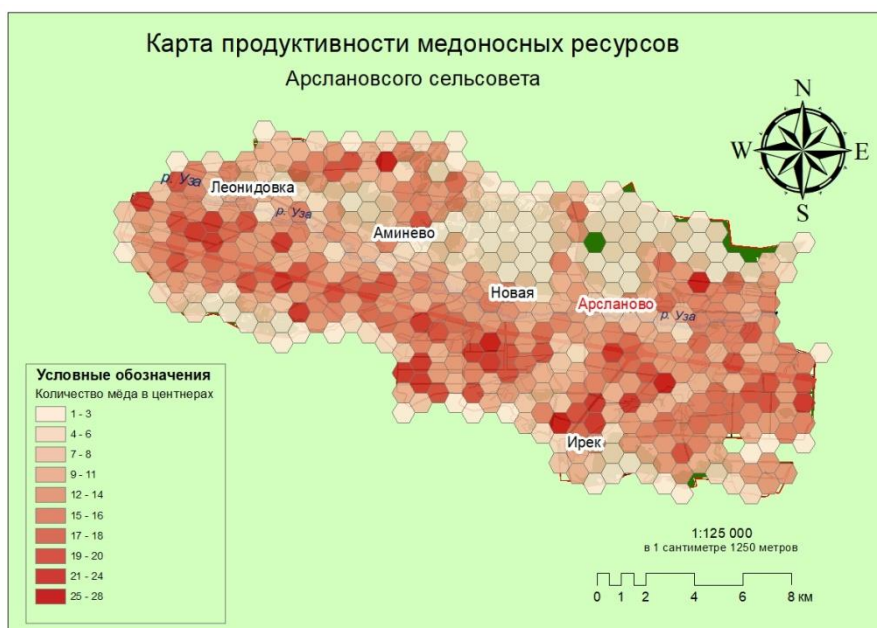 Карта продуктивности медоносных ресурсов
Арслановсого сельсовета
N
W
E
S
р. Уза
Леонидовка
р. Уза
Аминево
Новая
Арсланово
р. Уза
Ирек
Условные обозначения
Количество мёда в центнерах
1 - 3
4 - 6
7 - 8
9 - 11
12 - 14
15 - 16
17 - 18
19 - 20
21 - 24
25 - 28
1:125 000
в 1 сантиметре 1250 метров
0 1 2 4 6 8 км